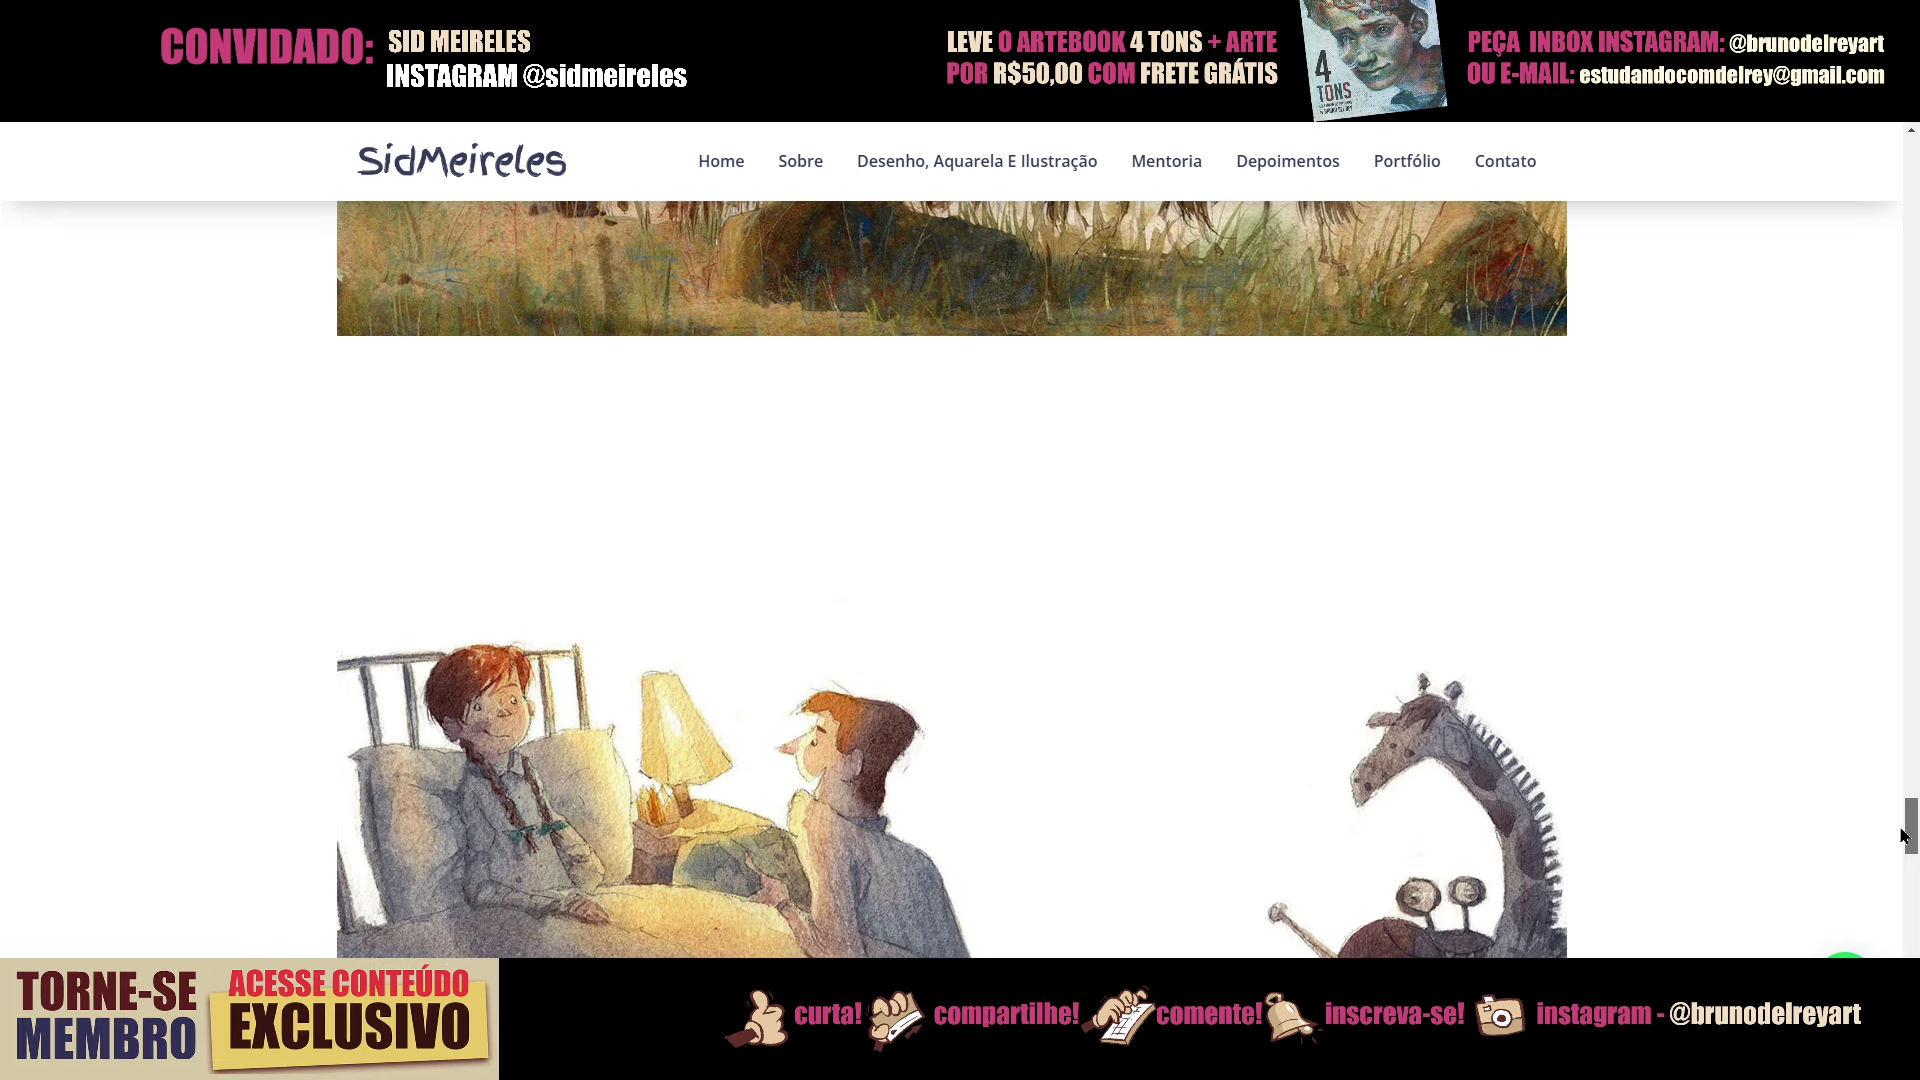 CONVIDADO: SID MEIRELES
INSTAGRAM @sidmeireles
LEVE O ARTEBOOK 4 TONS + ARTE
POR R$50,00 COM FRETE GRÁTIS
4
TONS
PEÇA INBOX INSTAGRAM: @brunodelreyart
OU E-MAIL: estudandocomdelrey@gmail.com
SidMeireles
Home Sobre Desenho, Aquarela E Ilustração Mentoria Depoimentos Portfólio Contato
TORNE-SE
MEMBRO
ACESSE CONTEÚDO
EXCLUSIVO
curta! compartilhe! comente! inscreva-se! instagram - @brunodelreyart